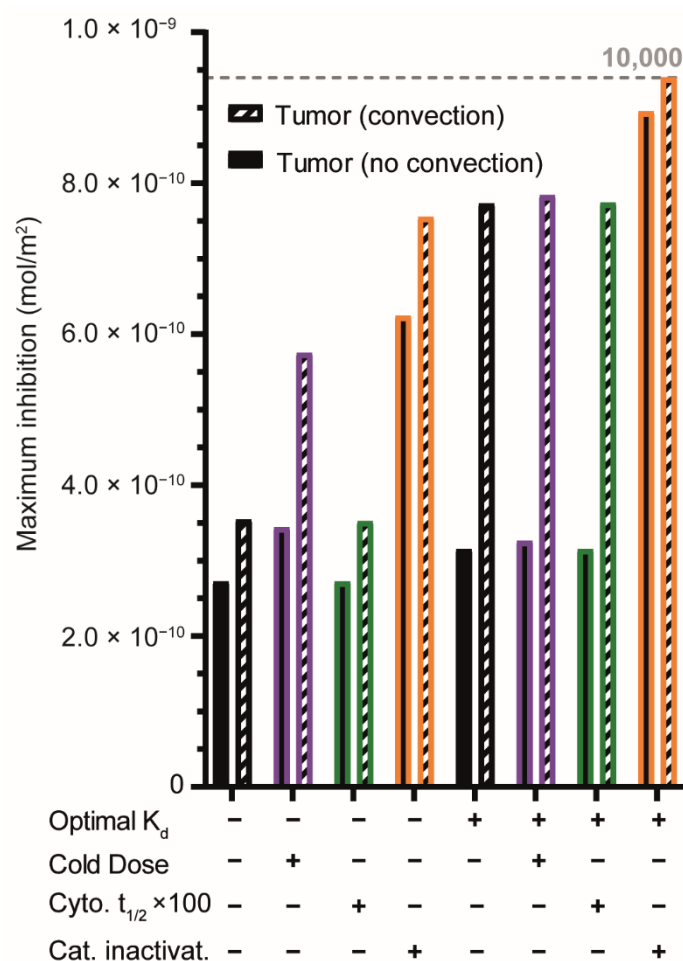 1.0 × 10⁻⁹
10,000
Tumor (convection)
Tumor (no convection)
8.0 × 10⁻¹⁰
6.0 × 10⁻¹⁰
4.0 × 10⁻¹⁰
2.0 × 10⁻¹⁰
0
Maximum inhibition (mol/m²)
Optimal K_d – – – – + + + +
Cold Dose – + – – – + – –
Cyto. t_1/2 ×100 – – + – – – + –
Cat. inactivat. – – – + – – – +